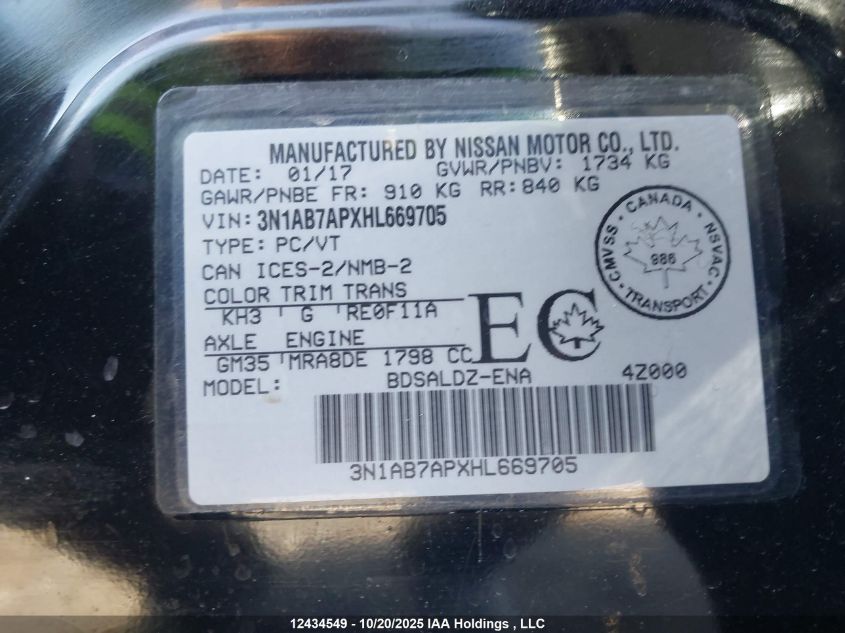 MANUFACTURED BY NISSAN MOTOR CO., LTD.
DATE: 01/17 GVWR/PNBV: 1734 KG
GAWR/PNBE FR: 910 KG RR:840 KG
VIN: 3N1AB7APXHL669705
TYPE: PC/VT
CAN ICES-2/NMB-2
COLOR TRIM TRANS
KH3 G RE0F11A
AXLE ENGINE
GM35 MRA8DE 1798 CC
MODEL: BDSALDZ-ENA 4Z000
EC
CANADA
CMVSS NSVAC
986
TRANSPORT
3N1AB7APXHL669705
12434549 - 10/20/2025 IAA Holdings , LLC